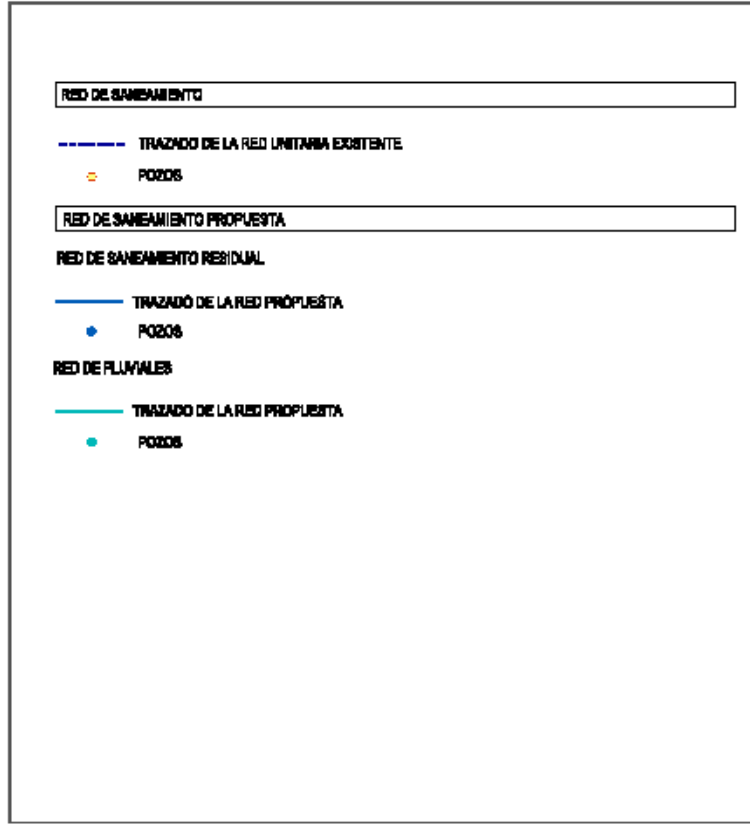 RED DE SANEAMIENTO
TRAZADO DE LA RED UNITARIA EXISTENTE
POZOS
RED DE SANEAMIENTO PROPUESTA
RED DE SANEAMIENTO RESIDUAL
TRAZADO DE LA RED PROPUESTA
POZOS
RED DE PLUVIALES
TRAZADO DE LA RED PROPUESTA
POZOS